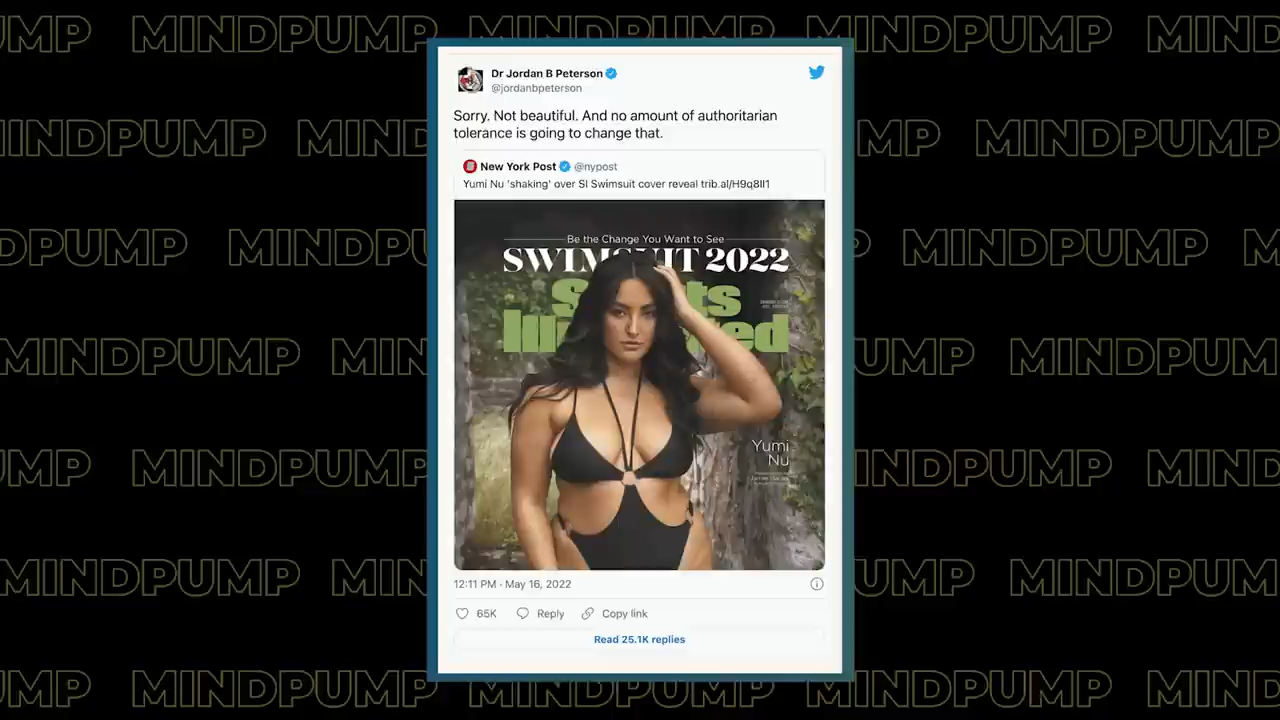 MINDPUMP
Dr Jordan B Peterson
@jordanbpeterson
Sorry. Not beautiful. And no amount of authoritarian
tolerance is going to change that.
New York Post @nypost
Yumi Nu 'shaking' over SI Swimsuit cover reveal trib.al/H9q8Il1
Be the Change You Want to See
SWIMSUIT 2022
Sports
Illustrated
Yumi
Nu
12:11 PM · May 16, 2022
65K Reply Copy link
Read 25.1K replies